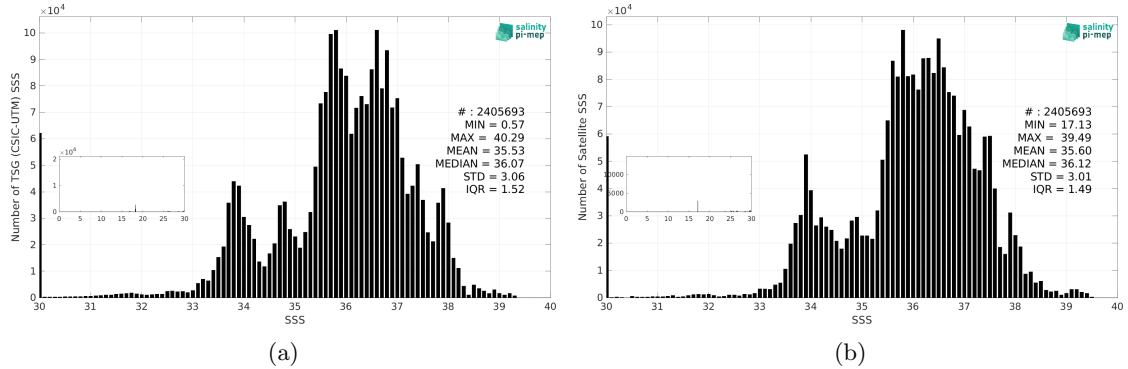 ×10⁴
10
9
8
7
6
5
4
3
2
1
0
Number of TSG (CSIC-UTM) SSS
salinity
pi-mep
# : 2405693
MIN = 0.57
MAX = 40.29
MEAN = 35.53
MEDIAN = 36.07
STD = 3.06
IQR = 1.52
×10⁴
2
1
0
0 5 10 15 20 25 30
30 31 32 33 34 35 36 37 38 39 40
SSS
(a)
×10⁴
10
9
8
7
6
5
4
3
2
1
0
Number of Satellite SSS
salinity
pi-mep
# : 2405693
MIN = 17.13
MAX = 39.49
MEAN = 35.60
MEDIAN = 36.12
STD = 3.01
IQR = 1.49
10000
5000
0
0 5 10 15 20 25 30
30 31 32 33 34 35 36 37 38 39 40
SSS
(b)